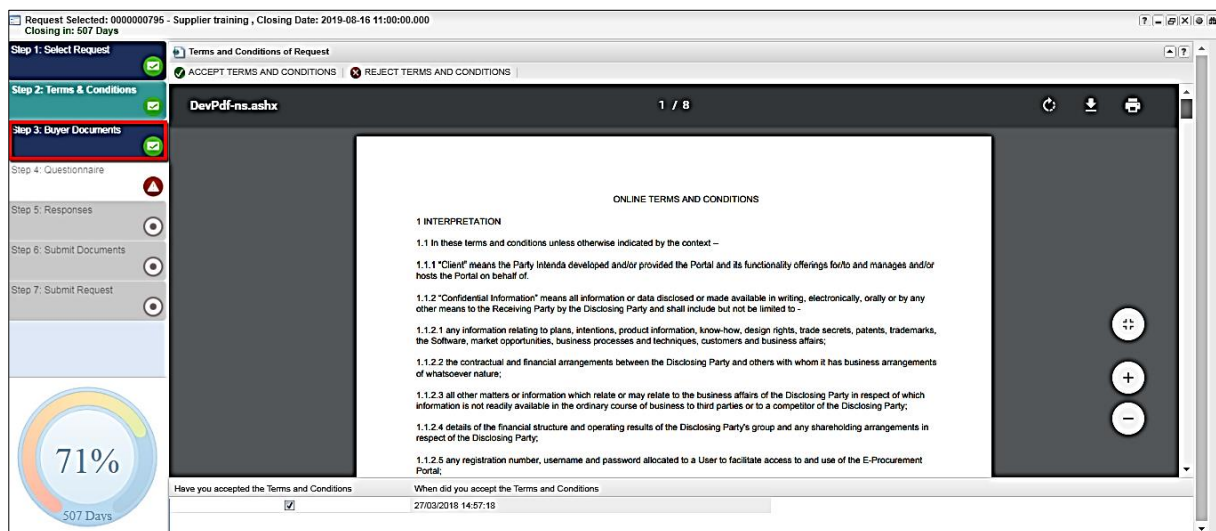 Request Selected: 0000000795 - Supplier training , Closing Date: 2019-08-16 11:00:00.000
Closing in: 507 Days
Step 1: Select Request
Step 2: Terms & Conditions
Step 3: Buyer Documents
Step 4: Questionnaire
Step 5: Responses
Step 6: Submit Documents
Step 7: Submit Request
71%
507 Days
Terms and Conditions of Request
ACCEPT TERMS AND CONDITIONS
REJECT TERMS AND CONDITIONS
DevPdf-ns.ashx
1 / 8
ONLINE TERMS AND CONDITIONS
1 INTERPRETATION
1.1 In these terms and conditions unless otherwise indicated by the context –
1.1.1 "Client" means the Party Intenda developed and/or provided the Portal and its functionality offerings for/to and manages and/or
hosts the Portal on behalf of.
1.1.2 "Confidential Information" means all information or data disclosed or made available in writing, electronically, orally or by any
other means to the Receiving Party by the Disclosing Party and shall include but not be limited to -
1.1.2.1 any information relating to plans, intentions, product information, know-how, design rights, trade secrets, patents, trademarks,
the Software, market opportunities, business processes and techniques, customers and business affairs;
1.1.2.2 the contractual and financial arrangements between the Disclosing Party and others with whom it has business arrangements
of whatsoever nature;
1.1.2.3 all other matters or information which relate or may relate to the business affairs of the Disclosing Party in respect of which
information is not readily available in the ordinary course of business to third parties or to a competitor of the Disclosing Party;
1.1.2.4 details of the financial structure and operating results of the Disclosing Party's group and any shareholding arrangements in
respect of the Disclosing Party;
1.1.2.5 any registration number, username and password allocated to a User to facilitate access to and use of the E-Procurement
Portal;
Have you accepted the Terms and Conditions
When did you accept the Terms and Conditions
27/03/2018 14:57:18